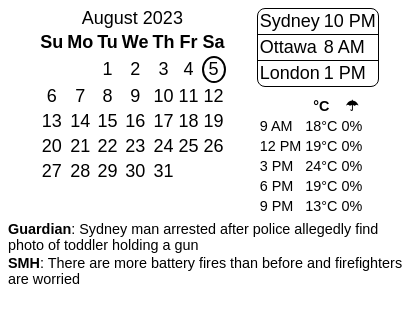 August 2023
Su Mo Tu We Th Fr Sa
1 2 3 4 5
6 7 8 9 10 11 12
13 14 15 16 17 18 19
20 21 22 23 24 25 26
27 28 29 30 31
Sydney 10 PM
Ottawa 8 AM
London 1 PM
°C ☂
9 AM 18°C 0%
12 PM 19°C 0%
3 PM 24°C 0%
6 PM 19°C 0%
9 PM 13°C 0%
Guardian: Sydney man arrested after police allegedly find
photo of toddler holding a gun
SMH: There are more battery fires than before and firefighters
are worried